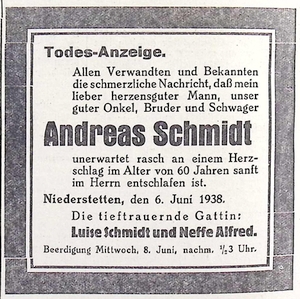 Todes-Anzeige.
Allen Verwandten und Bekannten
die schmerzliche Nachricht, daß mein
lieber herzensguter Mann, unser
guter Onkel, Bruder und Schwager
Andreas Schmidt
unerwartet rasch an einem Herz-
schlag im Alter von 60 Jahren sanft
im Herrn entschlafen ist.
Niederstetten, den 6. Juni 1938.
Die tieftrauernde Gattin:
Luise Schmidt und Neffe Alfred.
Beerdigung Mittwoch, 8. Juni, nachm. ½3 Uhr.